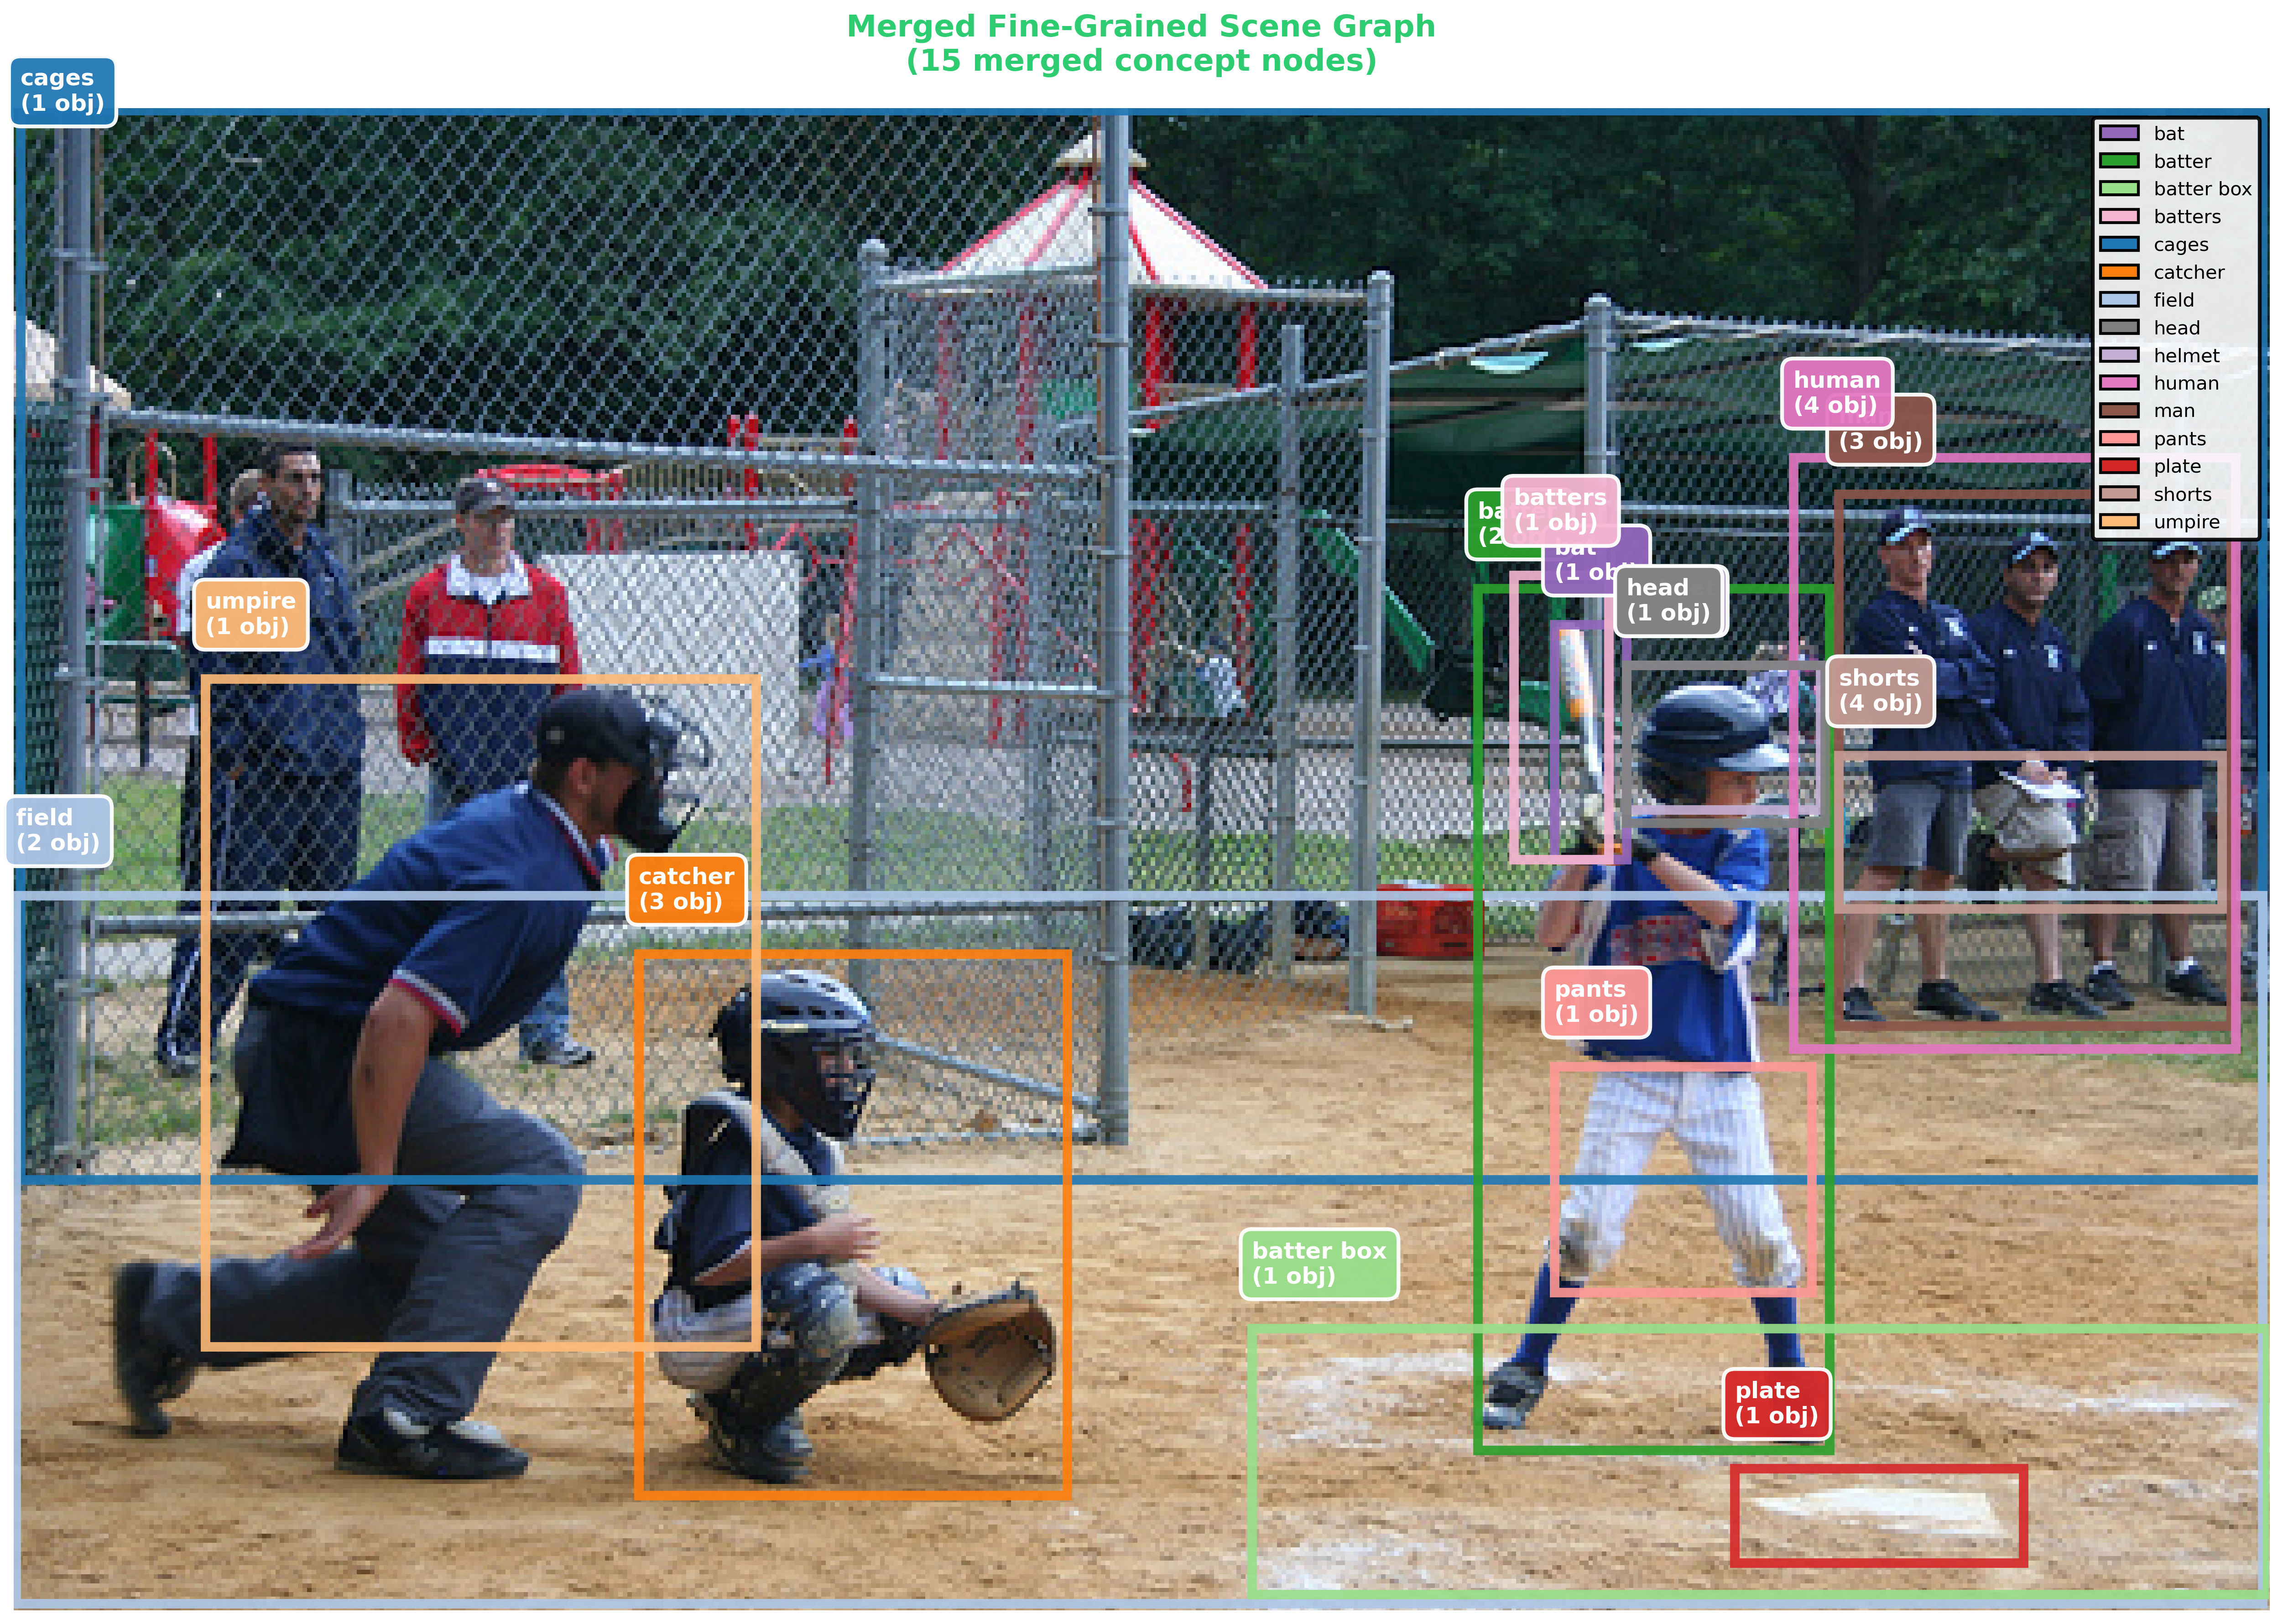 Merged Fine-Grained Scene Graph
(15 merged concept nodes)
cages
(1 obj)
bat
batter
batter box
batters
cages
catcher
field
head
helmet
human
man
pants
plate
shorts
umpire
human
(4 obj)
(3 obj)
batters
(1 obj)
bat
(1 obj)
head
(1 obj)
umpire
(1 obj)
shorts
(4 obj)
field
(2 obj)
catcher
(3 obj)
pants
(1 obj)
batter box
(1 obj)
plate
(1 obj)